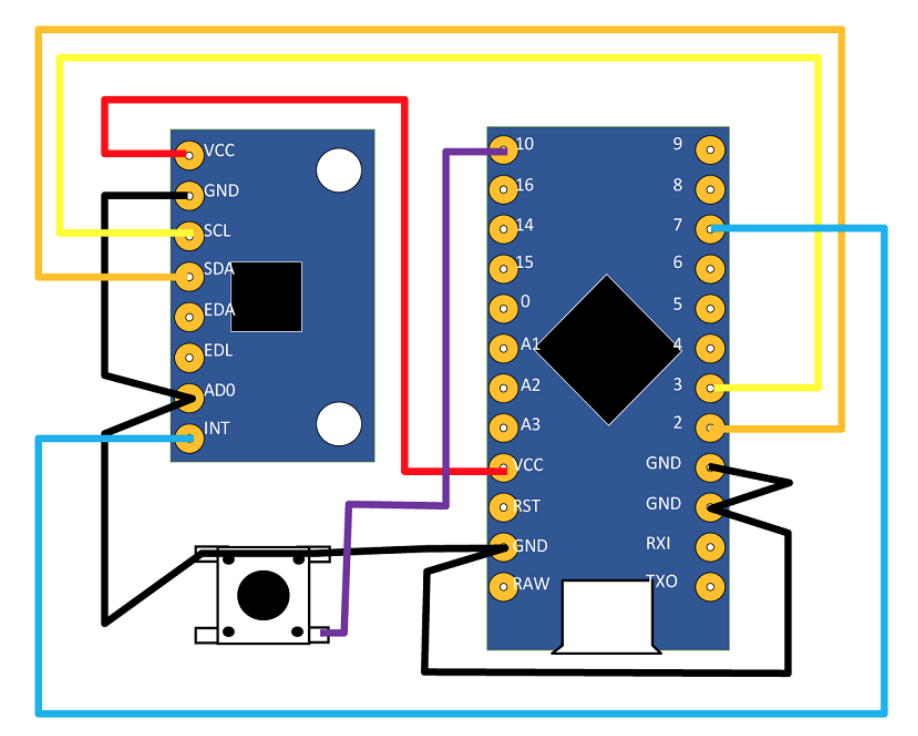 VCC
GND
SCL
SDA
EDA
EDL
AD0
INT
10
16
14
15
0
A1
A2
A3
VCC
RST
GND
RAW
9
8
7
6
5
4
3
2
GND
GND
RXI
TXO